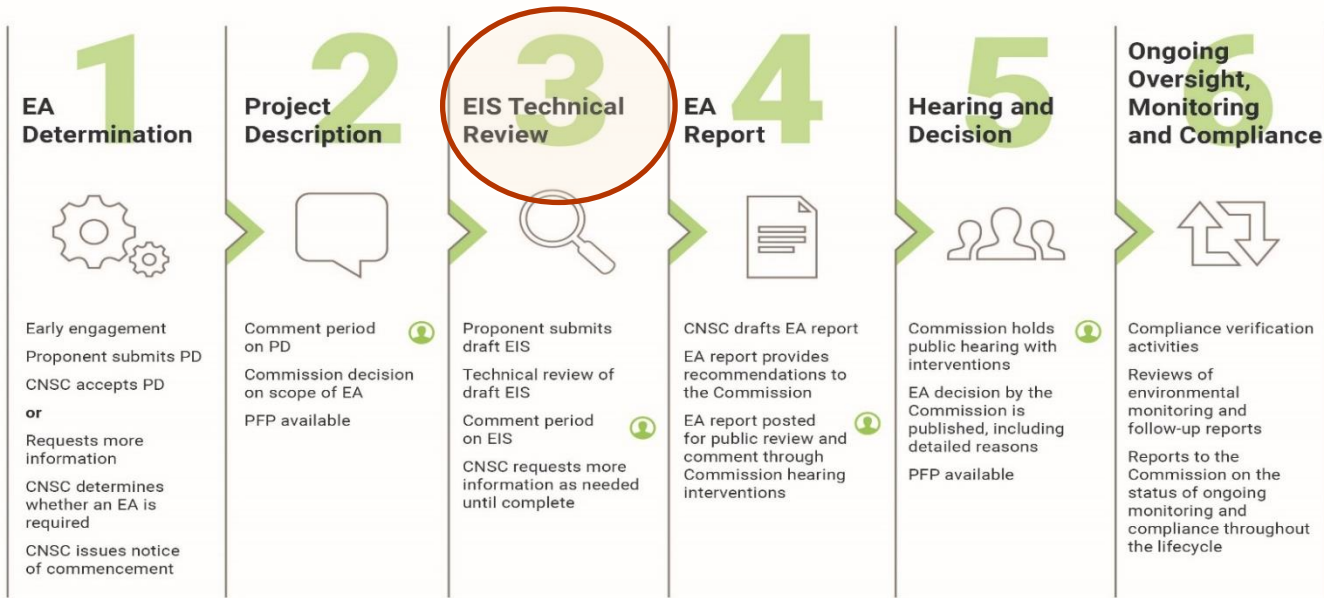 1
EA
Determination
Early engagement
Proponent submits PD
CNSC accepts PD
or
Requests more
information
CNSC determines
whether an EA is
required
CNSC issues notice
of commencement
2
Project
Description
Comment period
on PD
Commission decision
on scope of EA
PFP available
3
EIS Technical
Review
Proponent submits
draft EIS
Technical review of
draft EIS
Comment period
on EIS
CNSC requests more
information as needed
until complete
4
EA
Report
CNSC drafts EA report
EA report provides
recommendations to
the Commission
EA report posted
for public review and
comment through
Commission hearing
interventions
5
Hearing and
Decision
Commission holds
public hearing with
interventions
EA decision by the
Commission is
published, including
detailed reasons
PFP available
6
Ongoing
Oversight,
Monitoring
and Compliance
Compliance verification
activities
Reviews of
environmental
monitoring and
follow-up reports
Reports to the
Commission on the
status of ongoing
monitoring and
compliance throughout
the lifecycle